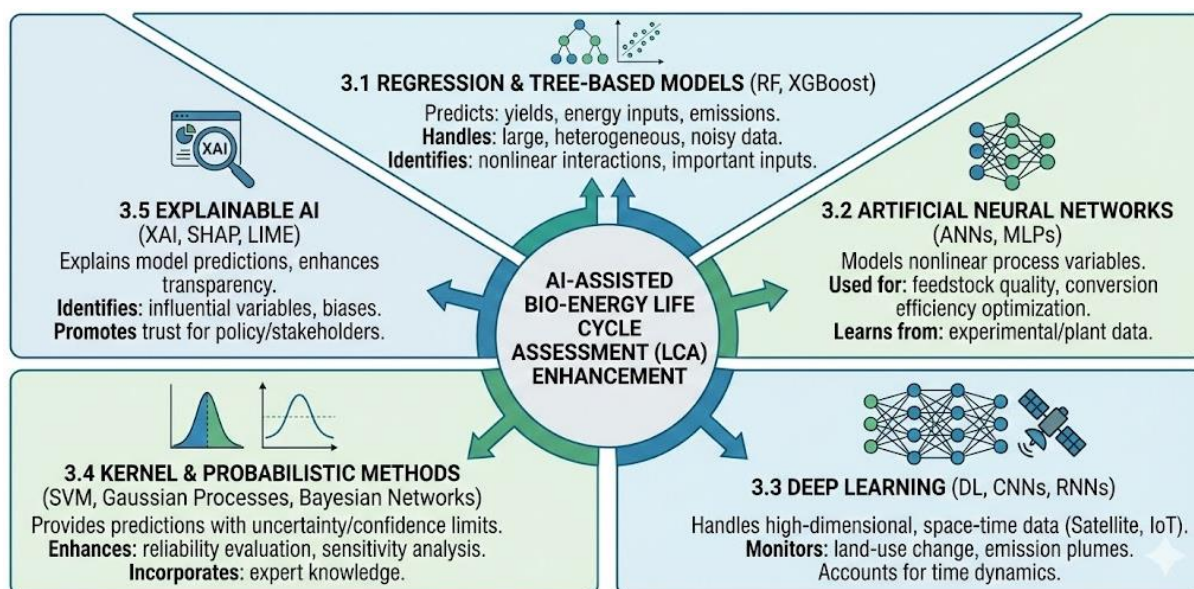 3.1 REGRESSION & TREE-BASED MODELS (RF, XGBoost)
Predicts: yields, energy inputs, emissions.
Handles: large, heterogeneous, noisy data.
Identifies: nonlinear interactions, important inputs.
XAI
3.5 EXPLAINABLE AI
(XAI, SHAP, LIME)
Explains model predictions, enhances
transparency.
Identifies: influential variables, biases.
Promotes trust for policy/stakeholders.
AI-ASSISTED
BIO-ENERGY LIFE
CYCLE
ASSESSMENT (LCA)
ENHANCEMENT
3.2 ARTIFICIAL NEURAL NETWORKS
(ANNs, MLPs)
Models nonlinear process variables.
Used for: feedstock quality, conversion
efficiency optimization.
Learns from: experimental/plant data.
3.4 KERNEL & PROBABILISTIC METHODS
(SVM, Gaussian Processes, Bayesian Networks)
Provides predictions with uncertainty/confidence limits.
Enhances: reliability evaluation, sensitivity analysis.
Incorporates: expert knowledge.
3.3 DEEP LEARNING (DL, CNNs, RNNs)
Handles high-dimensional, space-time data (Satellite, IoT).
Monitors: land-use change, emission plumes.
Accounts for time dynamics.